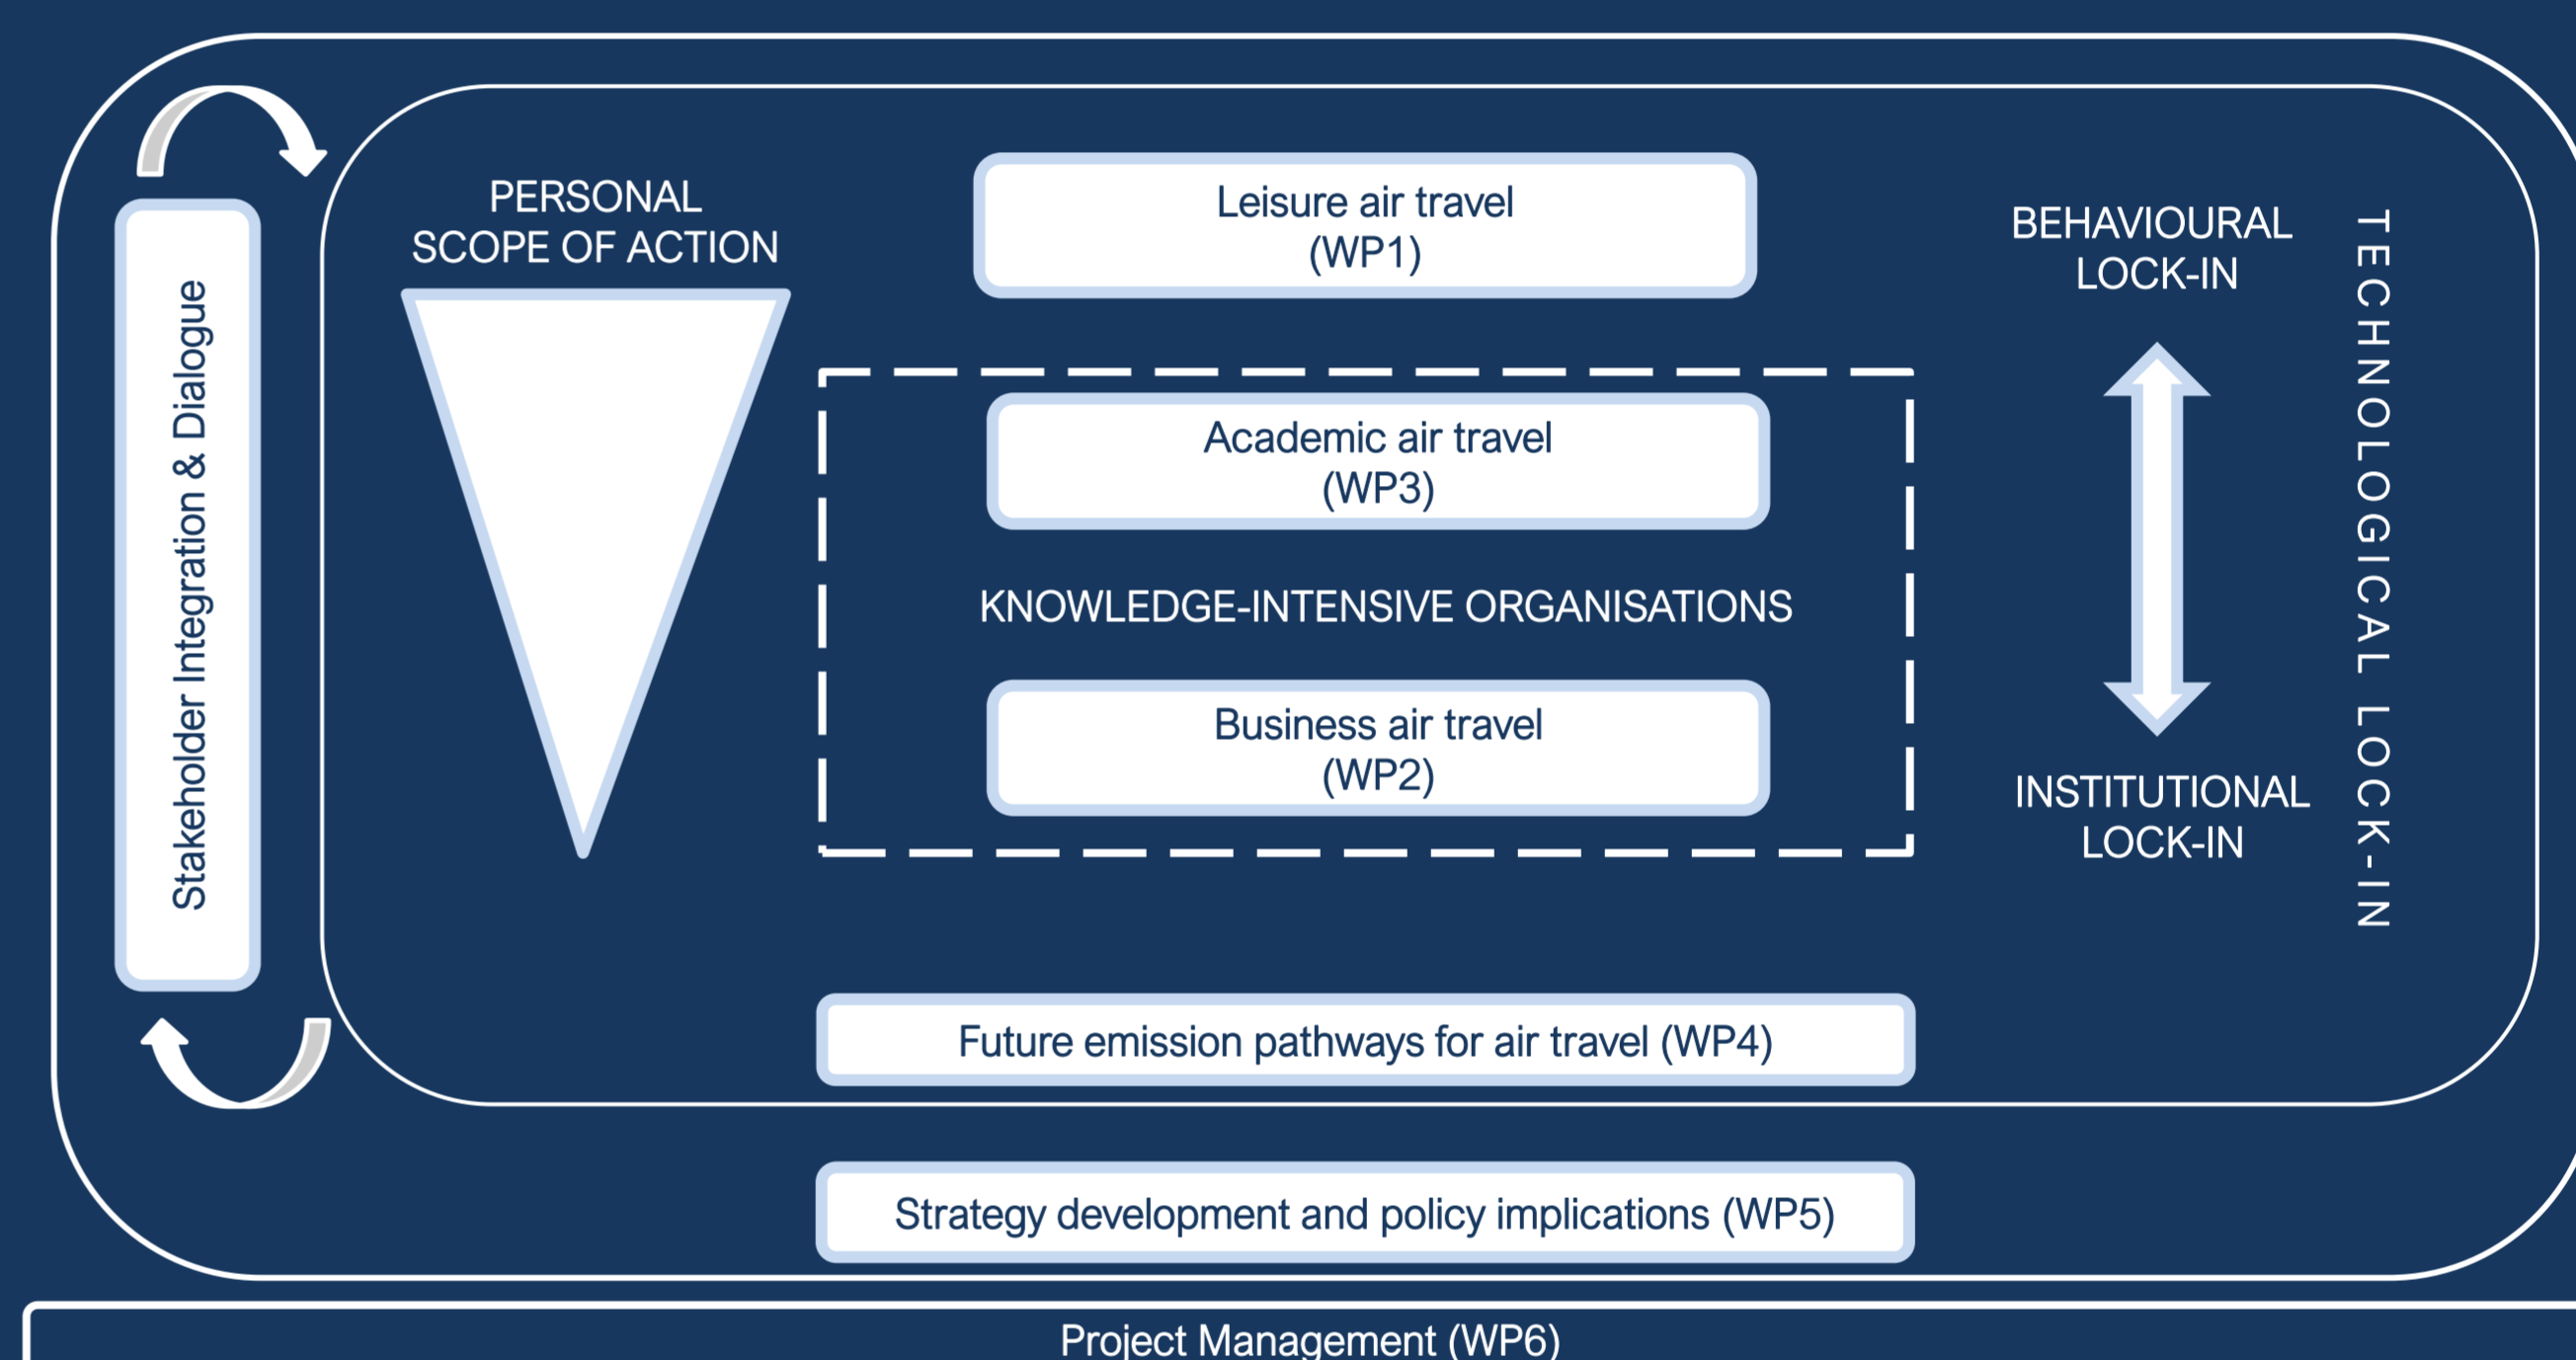 Stakeholder Integration & Dialogue
PERSONAL
SCOPE OF ACTION
Leisure air travel
(WP1)
Academic air travel
(WP3)
KNOWLEDGE-INTENSIVE ORGANISATIONS
Business air travel
(WP2)
BEHAVIOURAL
LOCK-IN
INSTITUTIONAL
LOCK-IN
TECHNOLOGICAL LOCK-IN
Future emission pathways for air travel (WP4)
Strategy development and policy implications (WP5)
Project Management (WP6)